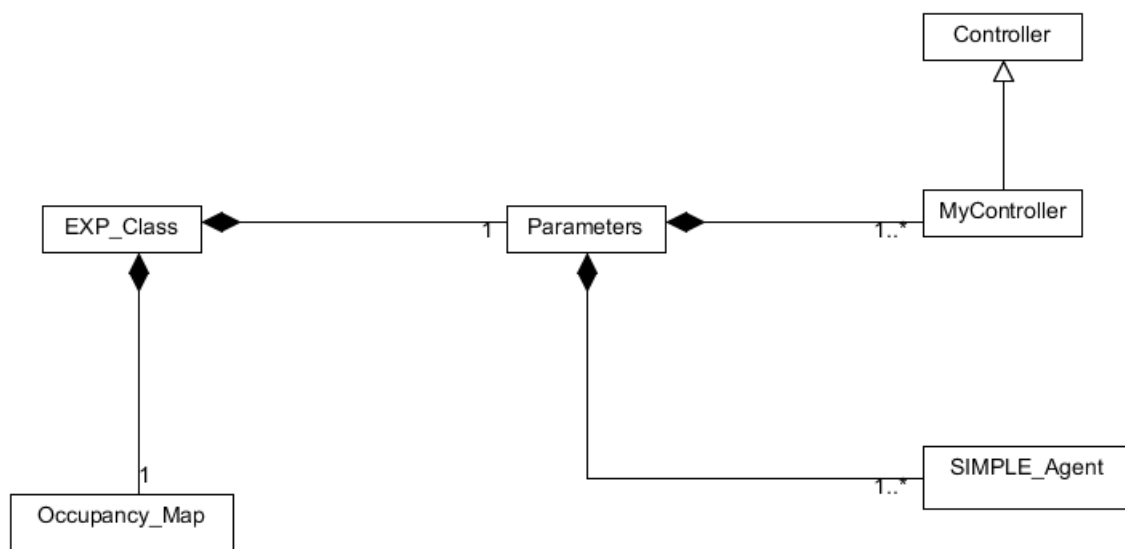 Controller
EXP_Class
1
Parameters
1..*
MyController
1
Occupancy_Map
1..*
SIMPLE_Agent